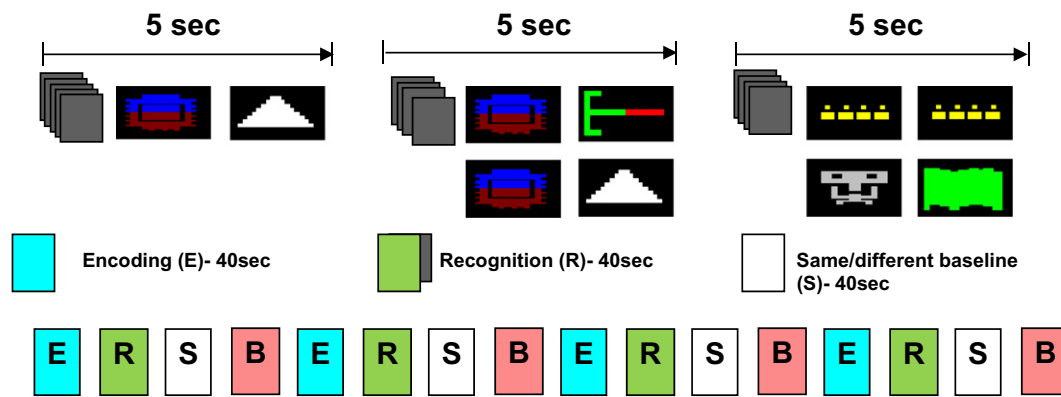 5 sec 5 sec 5 sec
Encoding (E)- 40sec Recognition (R)- 40sec Same/different baseline
(S)- 40sec
E R S B E R S B E R S B E R S B